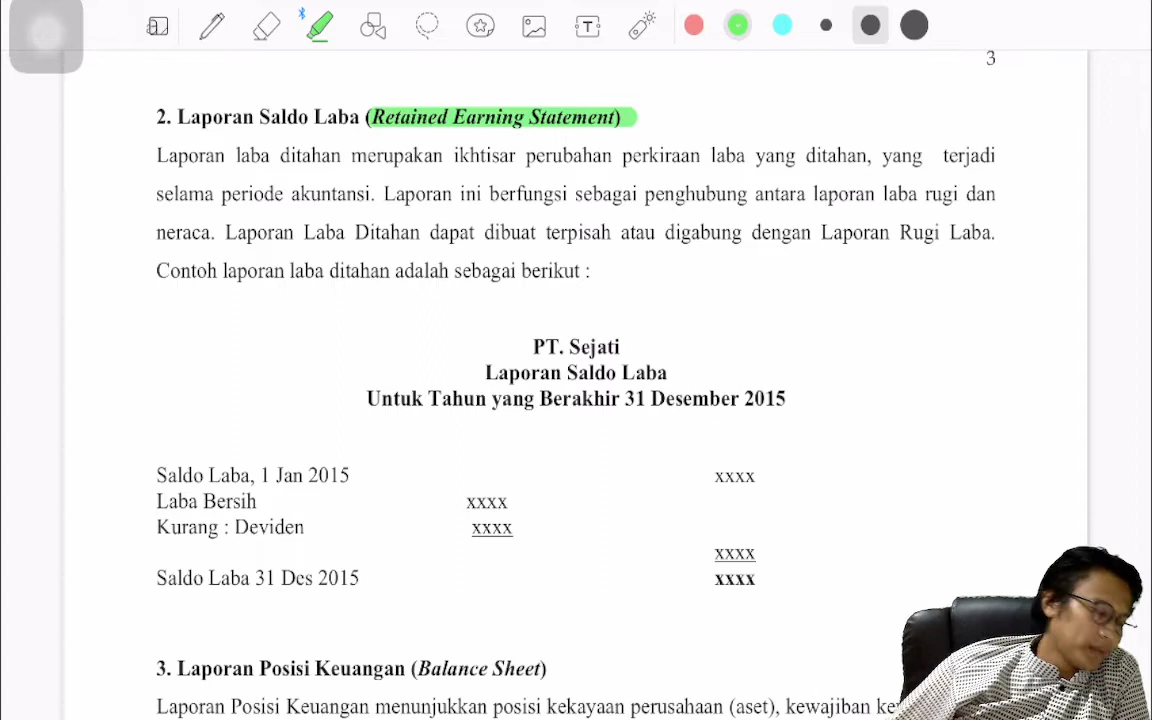 3
2. Laporan Saldo Laba (Retained Earning Statement)
Laporan laba ditahan merupakan ikhtisar perubahan perkiraan laba yang ditahan, yang terjadi
selama periode akuntansi. Laporan ini berfungsi sebagai penghubung antara laporan laba rugi dan
neraca. Laporan Laba Ditahan dapat dibuat terpisah atau digabung dengan Laporan Rugi Laba.
Contoh laporan laba ditahan adalah sebagai berikut :
PT. Sejati
Laporan Saldo Laba
Untuk Tahun yang Berakhir 31 Desember 2015
Saldo Laba, 1 Jan 2015 xxxx
Laba Bersih xxxx
Kurang : Deviden xxxx
xxxx
Saldo Laba 31 Des 2015 xxxx
3. Laporan Posisi Keuangan (Balance Sheet)
Laporan Posisi Keuangan menunjukkan posisi kekayaan perusahaan (aset), kewajiban